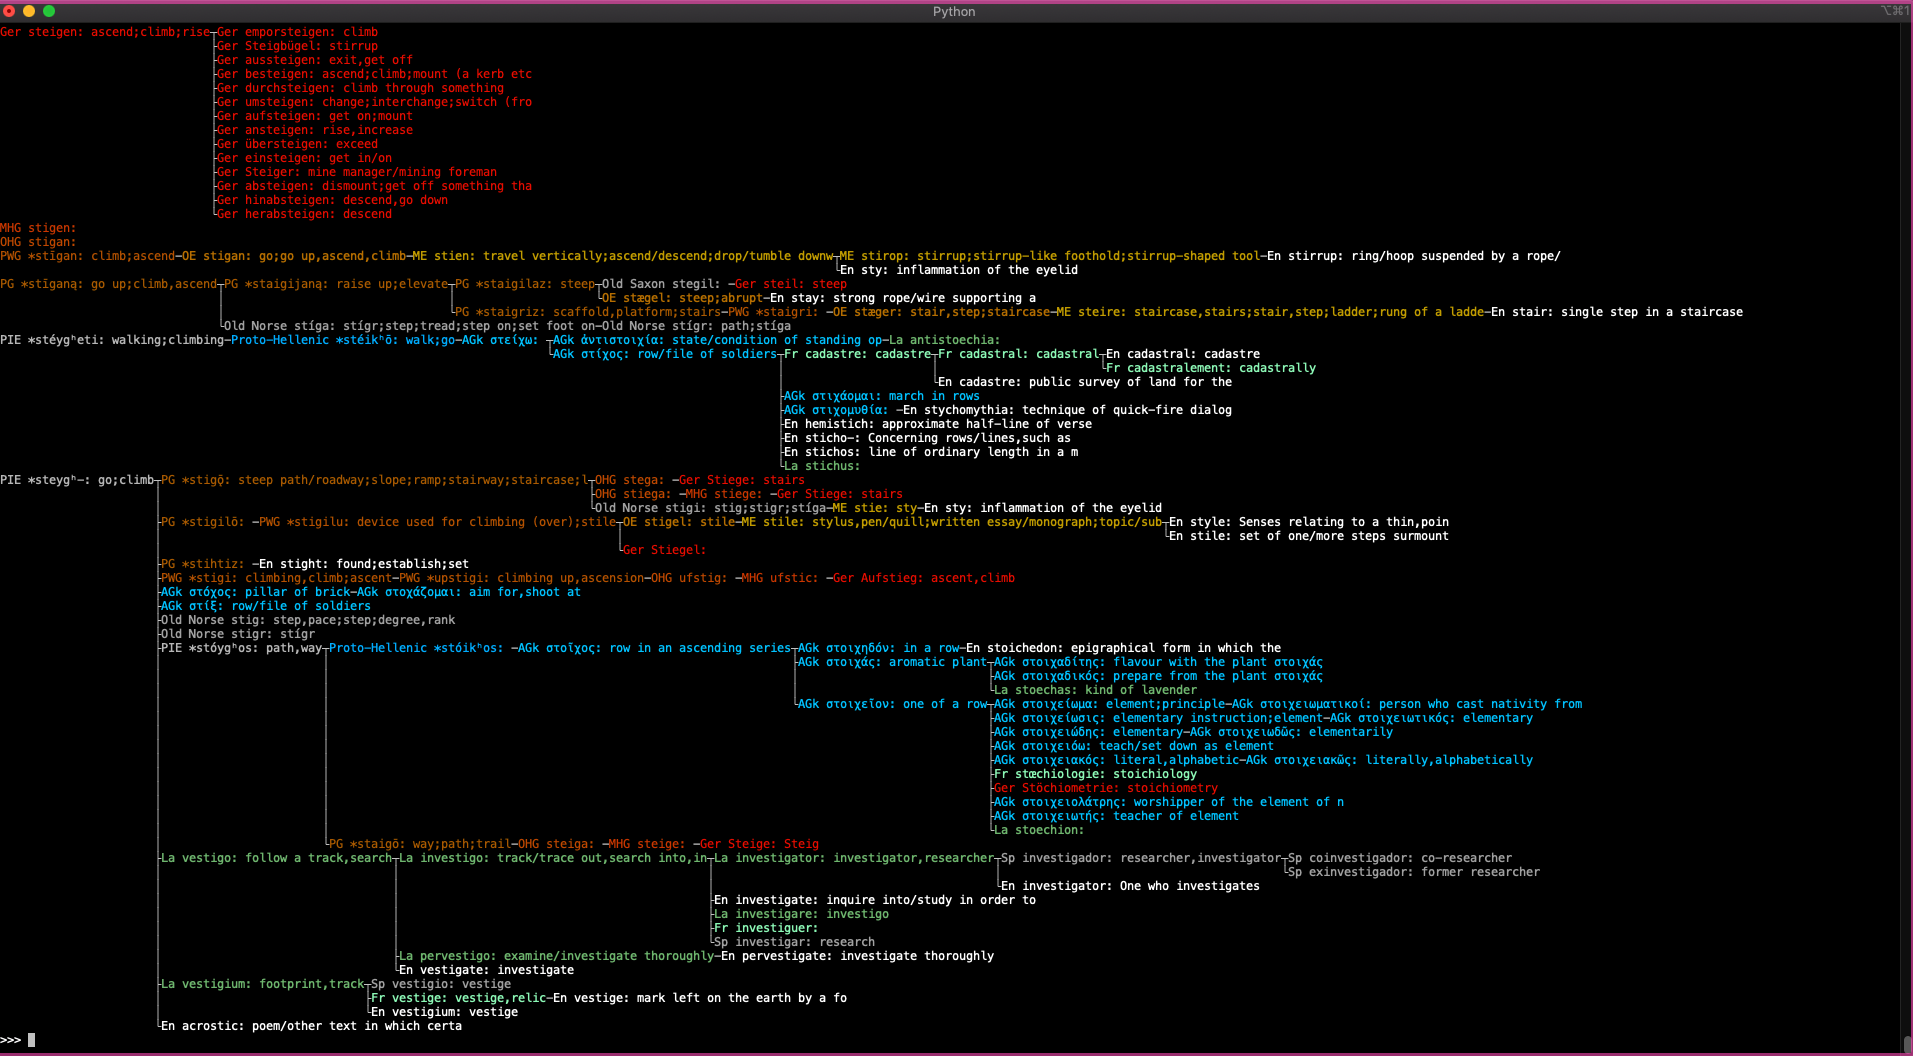 Python
⌥⌘1
Ger steigen: ascend;climb;rise┬Ger emporsteigen: climb
├Ger Steigbügel: stirrup
├Ger aussteigen: exit,get off
├Ger besteigen: ascend;climb;mount (a kerb etc
├Ger durchsteigen: climb through something
├Ger umsteigen: change;interchange;switch (fro
├Ger aufsteigen: get on;mount
├Ger ansteigen: rise,increase
├Ger übersteigen: exceed
├Ger einsteigen: get in/on
├Ger Steiger: mine manager/mining foreman
├Ger absteigen: dismount;get off something tha
├Ger hinabsteigen: descend,go down
└Ger herabsteigen: descend
MHG stigen:
OHG stigan:
PWG *stīgan: climb;ascend─OE stigan: go;go up,ascend,climb─ME stien: travel vertically;ascend/descend;drop/tumble downw┬ME stirop: stirrup;stirrup-like foothold;stirrup-shaped tool─En stirrup: ring/hoop suspended by a rope/
└En sty: inflammation of the eyelid
PG *stīganą: go up;climb,ascend┬PG *staigijaną: raise up;elevate┬PG *staigilaz: steep┬Old Saxon stegil: ─Ger steil: steep
└OE stægel: steep;abrupt─En stay: strong rope/wire supporting a
└PG *staigriz: scaffold,platform;stairs─PWG *staigri: ─OE stæger: stair,step;staircase─ME steire: staircase,stairs;stair,step;ladder;rung of a ladde─En stair: single step in a staircase
└Old Norse stíga: stígr;step;tread;step on;set foot on─Old Norse stígr: path;stíga
PIE *stéygʰeti: walking;climbing─Proto-Hellenic *stéikʰō: walk;go─AGk στείχω: ┬AGk ἀντιστοιχία: state/condition of standing op─La antistoechia:
└AGk στίχος: row/file of soldiers┬Fr cadastre: cadastre┬Fr cadastral: cadastral┬En cadastral: cadastre
└Fr cadastralement: cadastrally
└En cadastre: public survey of land for the
├AGk στιχάομαι: march in rows
├AGk στιχομυθία: ─En stychomythia: technique of quick-fire dialog
├En hemistich: approximate half-line of verse
├En sticho-: Concerning rows/lines,such as
├En stichos: line of ordinary length in a m
└La stichus:
PIE *steygʰ-: go;climb┬PG *stigǭ: steep path/roadway;slope;ramp;stairway;staircase;l┬OHG stega: ─Ger Stiege: stairs
├OHG stiega: ─MHG stiege: ─Ger Stiege: stairs
└Old Norse stigi: stig;stigr;stíga─ME stie: sty─En sty: inflammation of the eyelid
├PG *stigilō: ─PWG *stigilu: device used for climbing (over);stile┬OE stigel: stile─ME stile: stylus,pen/quill;written essay/monograph;topic/sub┬En style: Senses relating to a thin,poin
└En stile: set of one/more steps surmount
└Ger Stiegel:
├PG *stihtiz: ─En stight: found;establish;set
├PWG *stigi: climbing,climb;ascent─PWG *upstigi: climbing up,ascension─OHG ufstig: ─MHG ufstic: ─Ger Aufstieg: ascent,climb
├AGk στόχος: pillar of brick─AGk στοχάζομαι: aim for,shoot at
├AGk στίξ: row/file of soldiers
├Old Norse stig: step,pace;step;degree,rank
├Old Norse stigr: stígr
├PIE *stóygʰos: path,way┬Proto-Hellenic *stóikʰos: ─AGk στοῖχος: row in an ascending series┬AGk στοιχηδόν: in a row─En stoichedon: epigraphical form in which the
├AGk στοιχάς: aromatic plant┬AGk στοιχαδίτης: flavour with the plant στοιχάς
├AGk στοιχαδικός: prepare from the plant στοιχάς
└La stoechas: kind of lavender
└AGk στοιχεῖον: one of a row┬AGk στοιχείωμα: element;principle─AGk στοιχειωματικοί: person who cast nativity from
├AGk στοιχείωσις: elementary instruction;element─AGk στοιχειωτικός: elementary
├AGk στοιχειώδης: elementary─AGk στοιχειωδῶς: elementarily
├AGk στοιχειόω: teach/set down as element
├AGk στοιχειακός: literal,alphabetic─AGk στοιχειακῶς: literally,alphabetically
├Fr stœchiologie: stoichiology
├Ger Stöchiometrie: stoichiometry
├AGk στοιχειολάτρης: worshipper of the element of n
├AGk στοιχειωτής: teacher of element
└La stoechion:
└PG *staigō: way;path;trail─OHG steiga: ─MHG steige: ─Ger Steige: Steig
├La vestigo: follow a track,search┬La investigo: track/trace out,search into,in┬La investigator: investigator,researcher┬Sp investigador: researcher,investigator┬Sp coinvestigador: co-researcher
└Sp exinvestigador: former researcher
└En investigator: One who investigates
├En investigate: inquire into/study in order to
├La investigare: investigo
├Fr investiguer:
└Sp investigar: research
├La pervestigo: examine/investigate thoroughly─En pervestigate: investigate thoroughly
└En vestigate: investigate
├La vestigium: footprint,track┬Sp vestigio: vestige
├Fr vestige: vestige,relic─En vestige: mark left on the earth by a fo
└En vestigium: vestige
└En acrostic: poem/other text in which certa
>>>